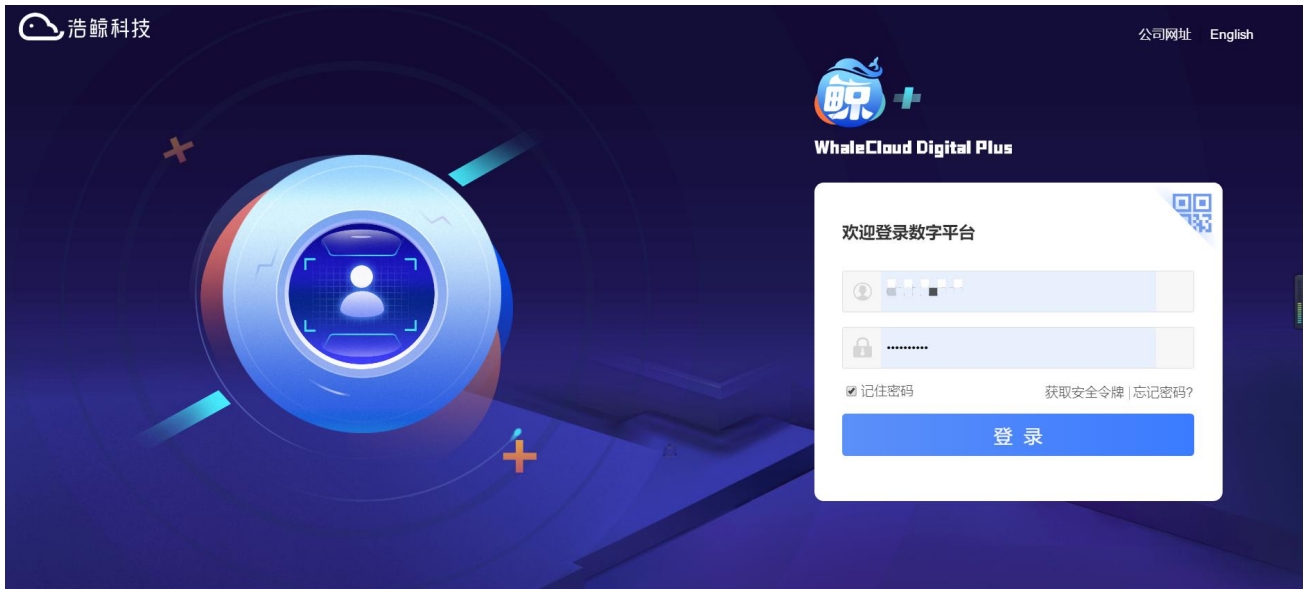 浩鲸科技
公司网址 English
鲸
WhaleCloud Digital Plus
欢迎登录数字平台
记住密码 获取安全令牌 | 忘记密码?
登 录